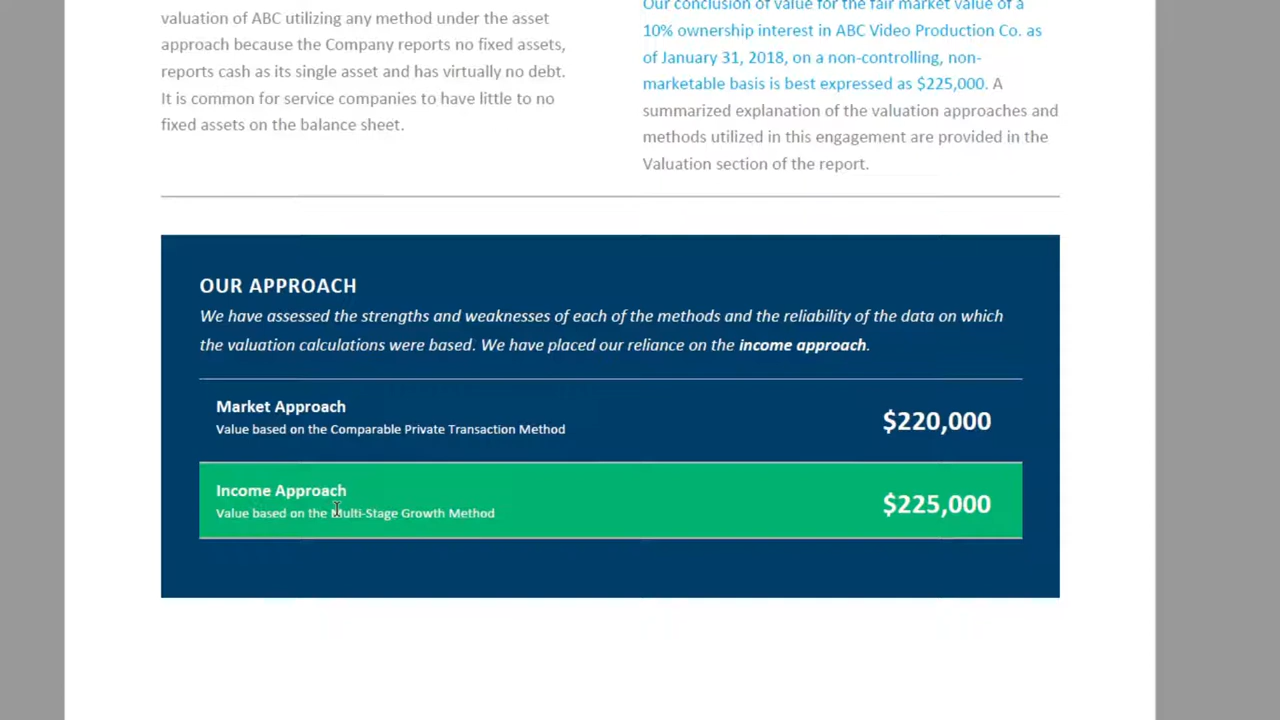 valuation of ABC utilizing any method under the asset
approach because the Company reports no fixed assets,
reports cash as its single asset and has virtually no debt.
It is common for service companies to have little to no
fixed assets on the balance sheet.
Our conclusion of value for the fair market value of a
10% ownership interest in ABC Video Production Co. as
of January 31, 2018, on a non-controlling, non-
marketable basis is best expressed as $225,000. A
summarized explanation of the valuation approaches and
methods utilized in this engagement are provided in the
Valuation section of the report.
OUR APPROACH
We have assessed the strengths and weaknesses of each of the methods and the reliability of the data on which
the valuation calculations were based. We have placed our reliance on the income approach.
Market Approach
Value based on the Comparable Private Transaction Method
$220,000
Income Approach
Value based on the Multi-Stage Growth Method
$225,000